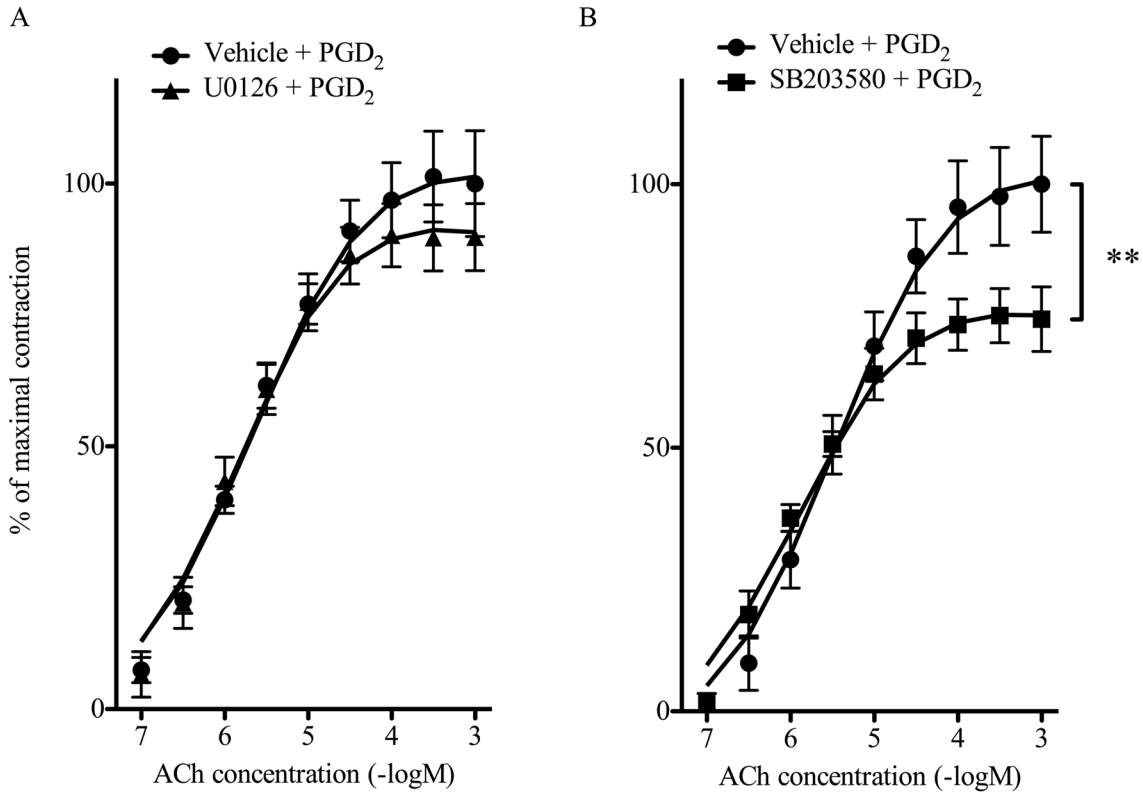 A
Vehicle + PGD₂
U0126 + PGD₂
% of maximal contraction
100
50
0
7 6 5 4 3
ACh concentration (-logM)
B
Vehicle + PGD₂
SB203580 + PGD₂
100
50
0
**
7 6 5 4 3
ACh concentration (-logM)